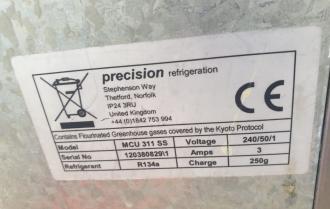 precision refrigeration
Stephenson Way
Thetford, Norfolk
IP24 3RU
United Kingdom
+44 (0)1842 753 994
CE
Contains Flourinated Greenhouse gases covered by the Kyoto Protocol
Model MCU 311 SS Voltage 240/50/1
Serial No 120380829\1 Amps 3
Refrigerant R134a Charge 250g